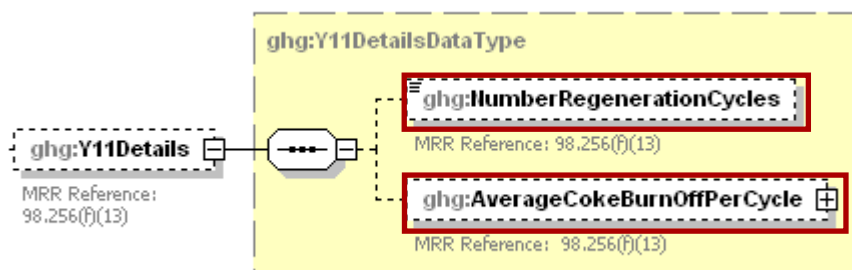 ghg:Y11DetailsDataType
ghg:NumberRegenerationCycles
MRR Reference: 98.256(f)(13)
ghg:Y11Details
MRR Reference:
98.256(f)(13)
ghg:AverageCokeBurnOffPerCycle
MRR Reference: 98.256(f)(13)